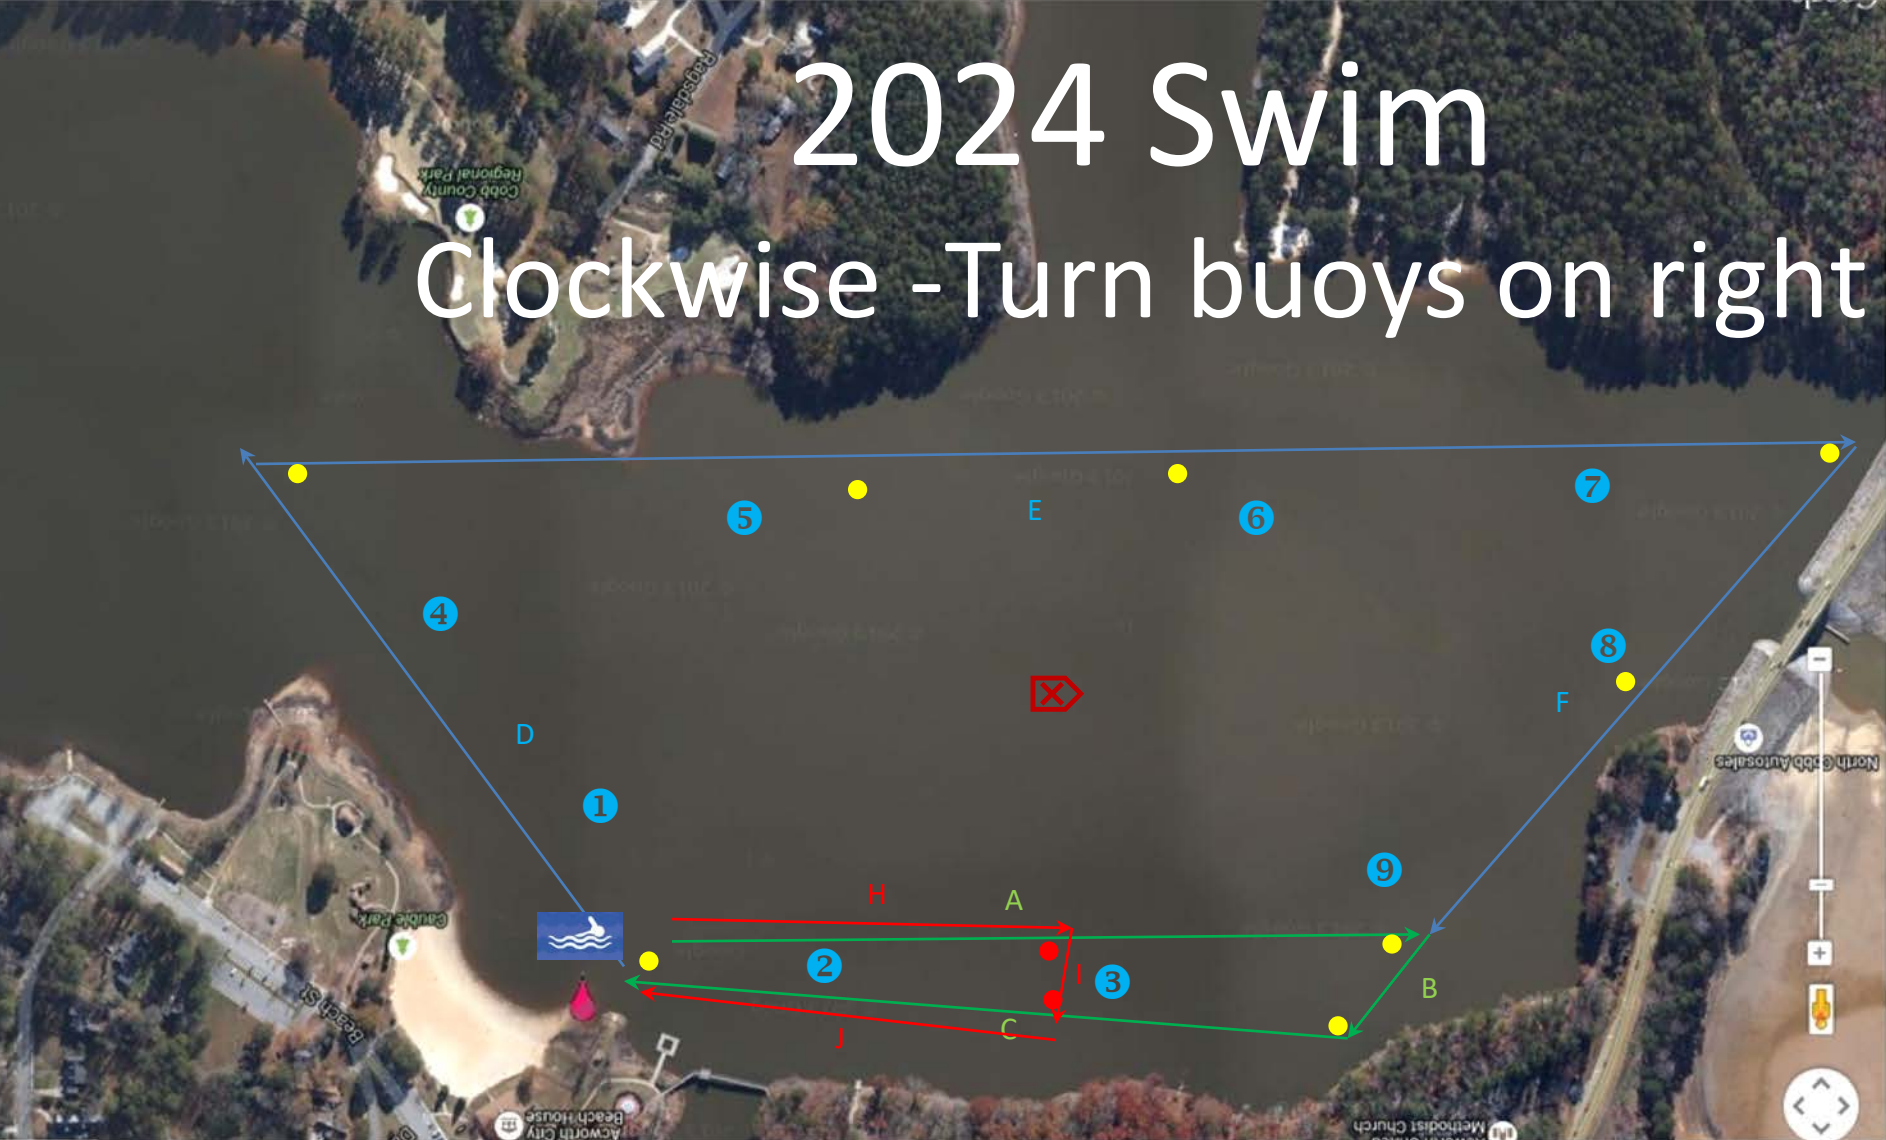 2024 Swim
Ragsdale Rd
Cobb County
Regional Park
Clockwise -Turn buoys on right
7
5
E
6
4
8
F
D
North Cobb Autosales
1
9
H
A
Cauble Park
2
I
3
B
Beach St
C
J
Acworth City
Beach House
Methodist Church